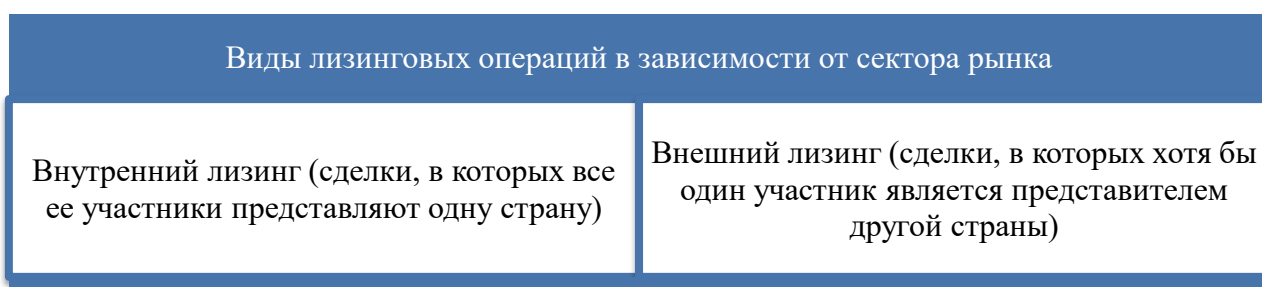 Виды лизинговых операций в зависимости от сектора рынка
Внутренний лизинг (сделки, в которых все
ее участники представляют одну страну)
Внешний лизинг (сделки, в которых хотя бы
один участник является представителем
другой страны)